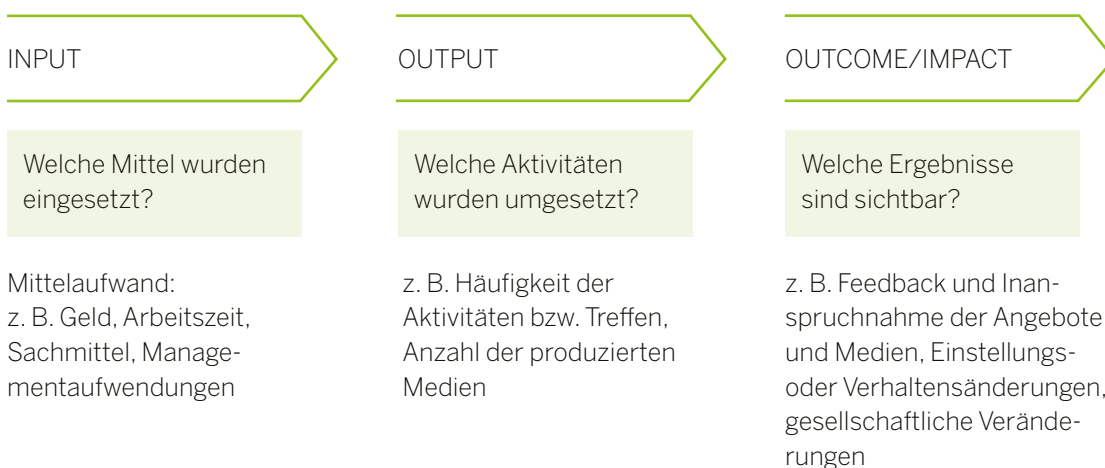 INPUT
Welche Mittel wurden
eingesetzt?
Mittelaufwand:
z. B. Geld, Arbeitszeit,
Sachmittel, Manage-
mentaufwendungen
OUTPUT
Welche Aktivitäten
wurden umgesetzt?
z. B. Häufigkeit der
Aktivitäten bzw. Treffen,
Anzahl der produzierten
Medien
OUTCOME/IMPACT
Welche Ergebnisse
sind sichtbar?
z. B. Feedback und Inan-
spruchnahme der Angebote
und Medien, Einstellungs-
oder Verhaltensänderungen,
gesellschaftliche Verände-
rungen